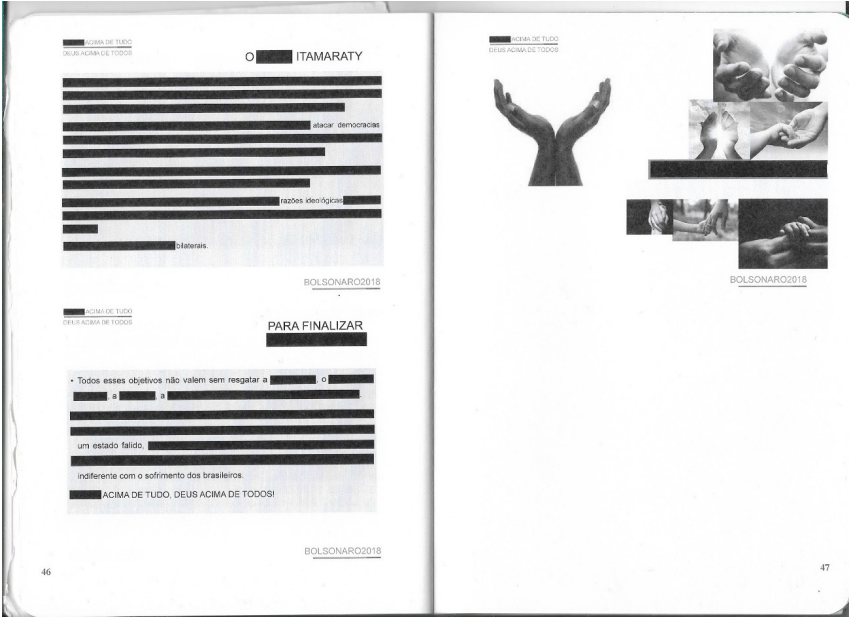 ACIMA DE TUDO
DEUS ACIMA DE TODOS
O ITAMARATY
atacar democracias
razões ideológicas
bilaterais.
BOLSONARO2018
ACIMA DE TUDO
DEUS ACIMA DE TODOS
PARA FINALIZAR
• Todos esses objetivos não valem sem resgatar a , o
, a , a ,
um estado falido,
indiferente com o sofrimento dos brasileiros.
ACIMA DE TUDO, DEUS ACIMA DE TODOS!
BOLSONARO2018
46
ACIMA DE TUDO
DEUS ACIMA DE TODOS
BOLSONARO2018
47